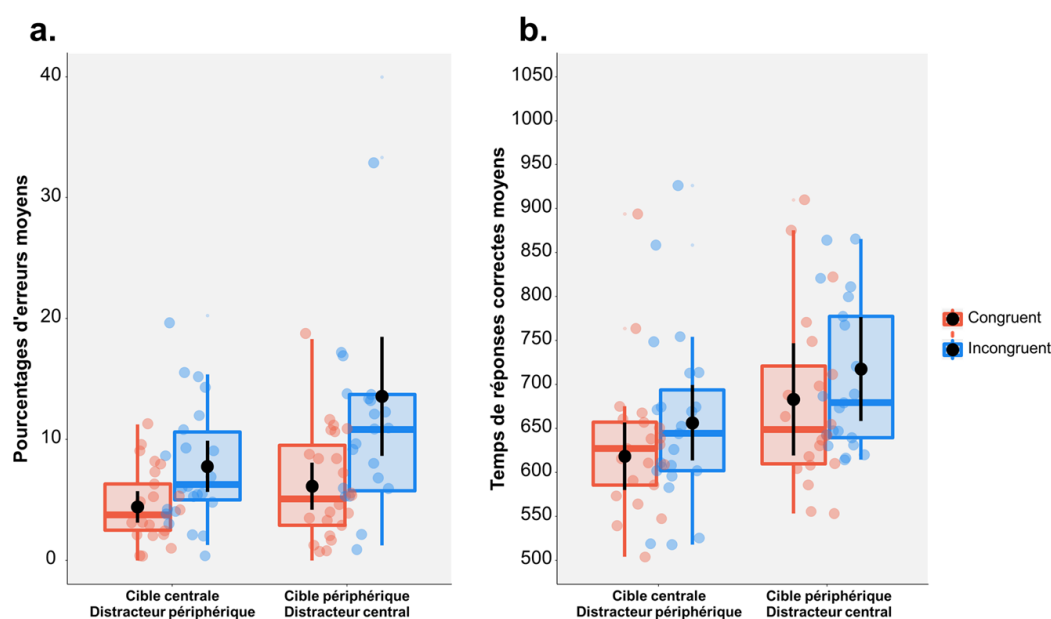 a.
Pourcentages d'erreurs moyens
40
30
20
10
0
Cible centrale
Distracteur périphérique
Cible périphérique
Distracteur central
b.
Temps de réponses correctes moyens
1050
1000
950
900
850
800
750
700
650
600
550
500
Cible centrale
Distracteur périphérique
Cible périphérique
Distracteur central
Congruent
Incongruent